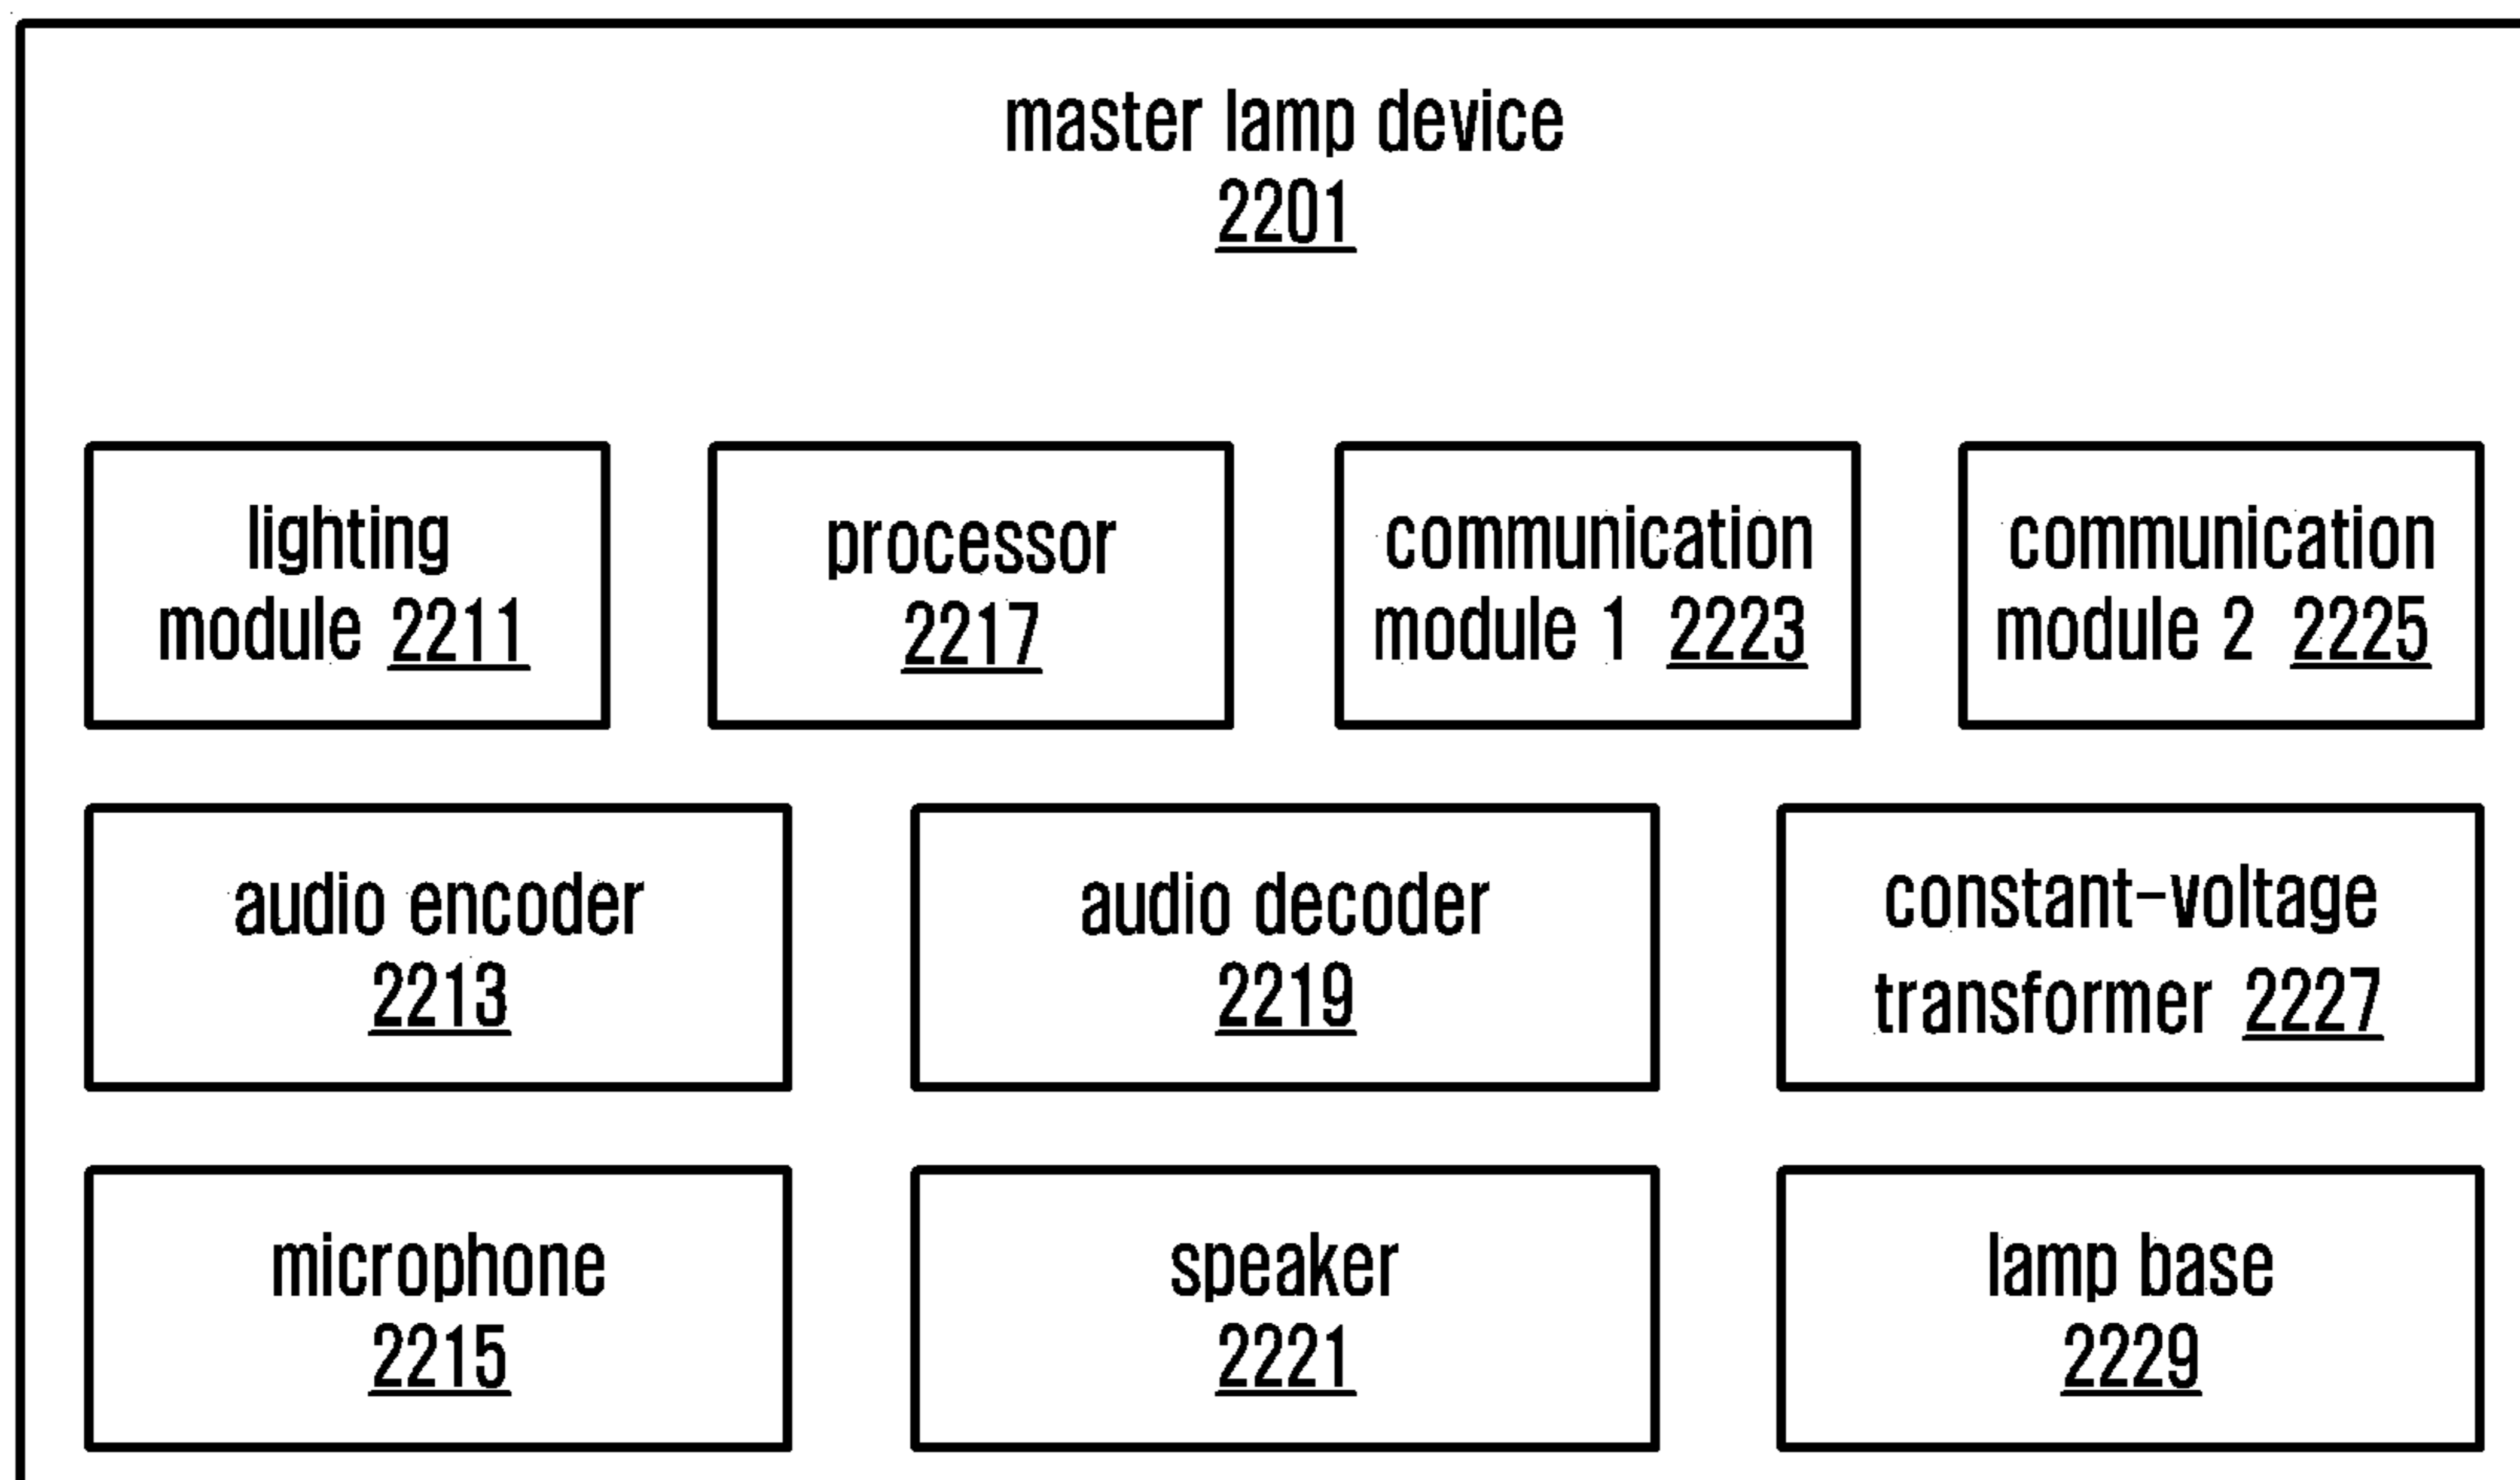 master lamp device
2201
lighting
module 2211
processor
2217
communication
module 1 2223
communication
module 2 2225
audio encoder
2213
audio decoder
2219
constant-voltage
transformer 2227
microphone
2215
speaker
2221
lamp base
2229